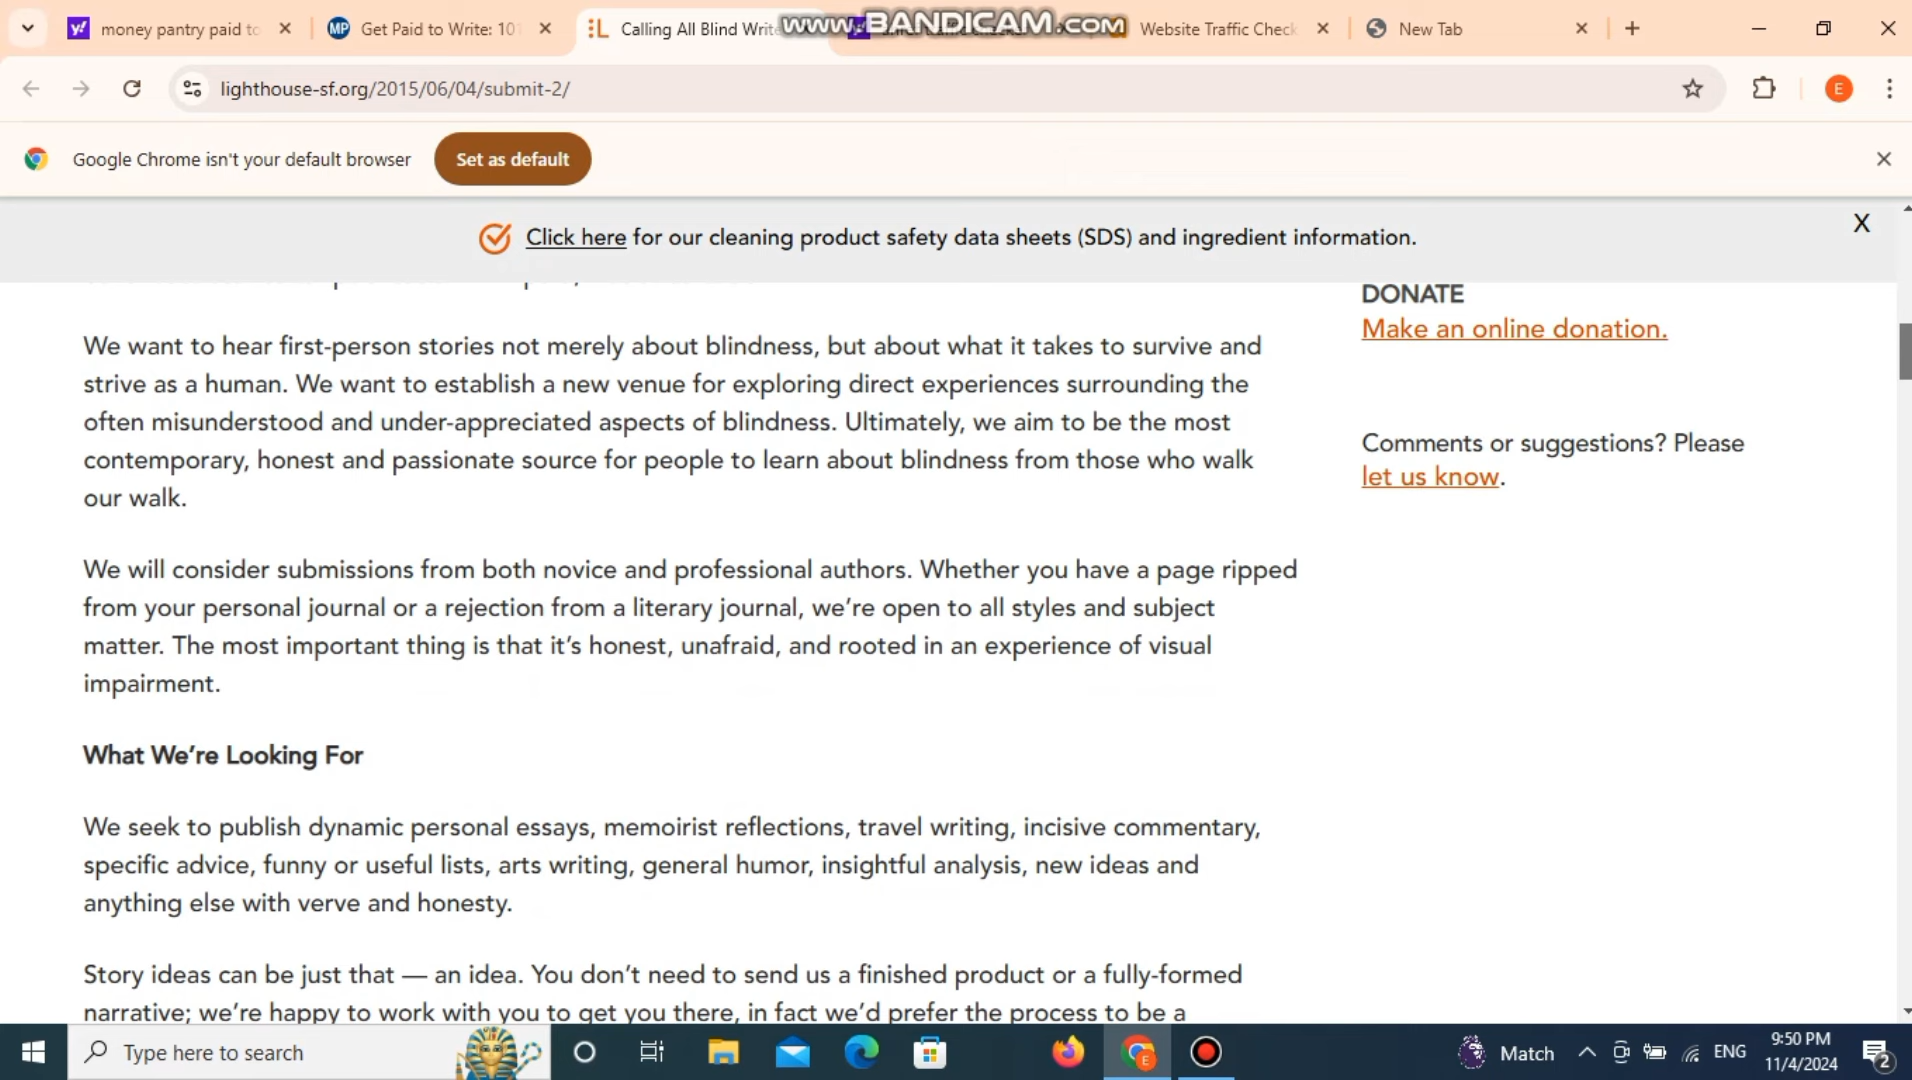 www.BANDICAM.com
money pantry paid to
Get Paid to Write: 101
Calling All Blind Write
Website Traffic Check
New Tab
lighthouse-sf.org/2015/06/04/submit-2/
E
Google Chrome isn't your default browser
Set as default
Click here for our cleaning product safety data sheets (SDS) and ingredient information.
X
DONATE
Make an online donation.
We want to hear first-person stories not merely about blindness, but about what it takes to survive and
strive as a human. We want to establish a new venue for exploring direct experiences surrounding the
often misunderstood and under-appreciated aspects of blindness. Ultimately, we aim to be the most
contemporary, honest and passionate source for people to learn about blindness from those who walk
our walk.
Comments or suggestions? Please
let us know.
We will consider submissions from both novice and professional authors. Whether you have a page ripped
from your personal journal or a rejection from a literary journal, we're open to all styles and subject
matter. The most important thing is that it's honest, unafraid, and rooted in an experience of visual
impairment.
What We're Looking For
We seek to publish dynamic personal essays, memoirist reflections, travel writing, incisive commentary,
specific advice, funny or useful lists, arts writing, general humor, insightful analysis, new ideas and
anything else with verve and honesty.
Story ideas can be just that — an idea. You don't need to send us a finished product or a fully-formed
narrative; we're happy to work with you to get you there, in fact we'd prefer the process to be a
Type here to search
Match
ENG
9:50 PM
11/4/2024
2